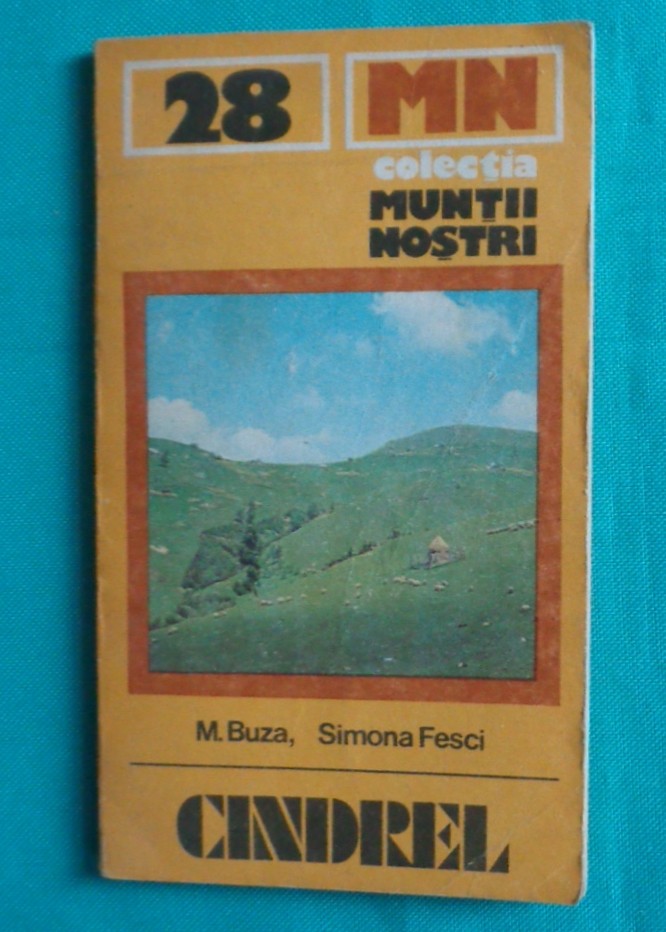 28
MN
colecția
MUNȚII
NOȘTRI
M. Buza, Simona Fesci
CINDREL